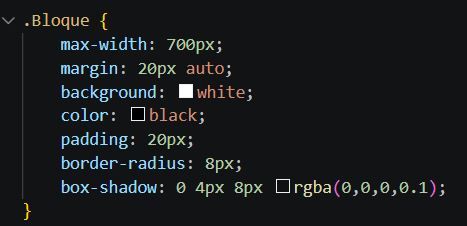 .Bloque {
max-width: 700px;
margin: 20px auto;
background: white;
color: black;
padding: 20px;
border-radius: 8px;
box-shadow: 0 4px 8px rgba(0,0,0,0.1);
}